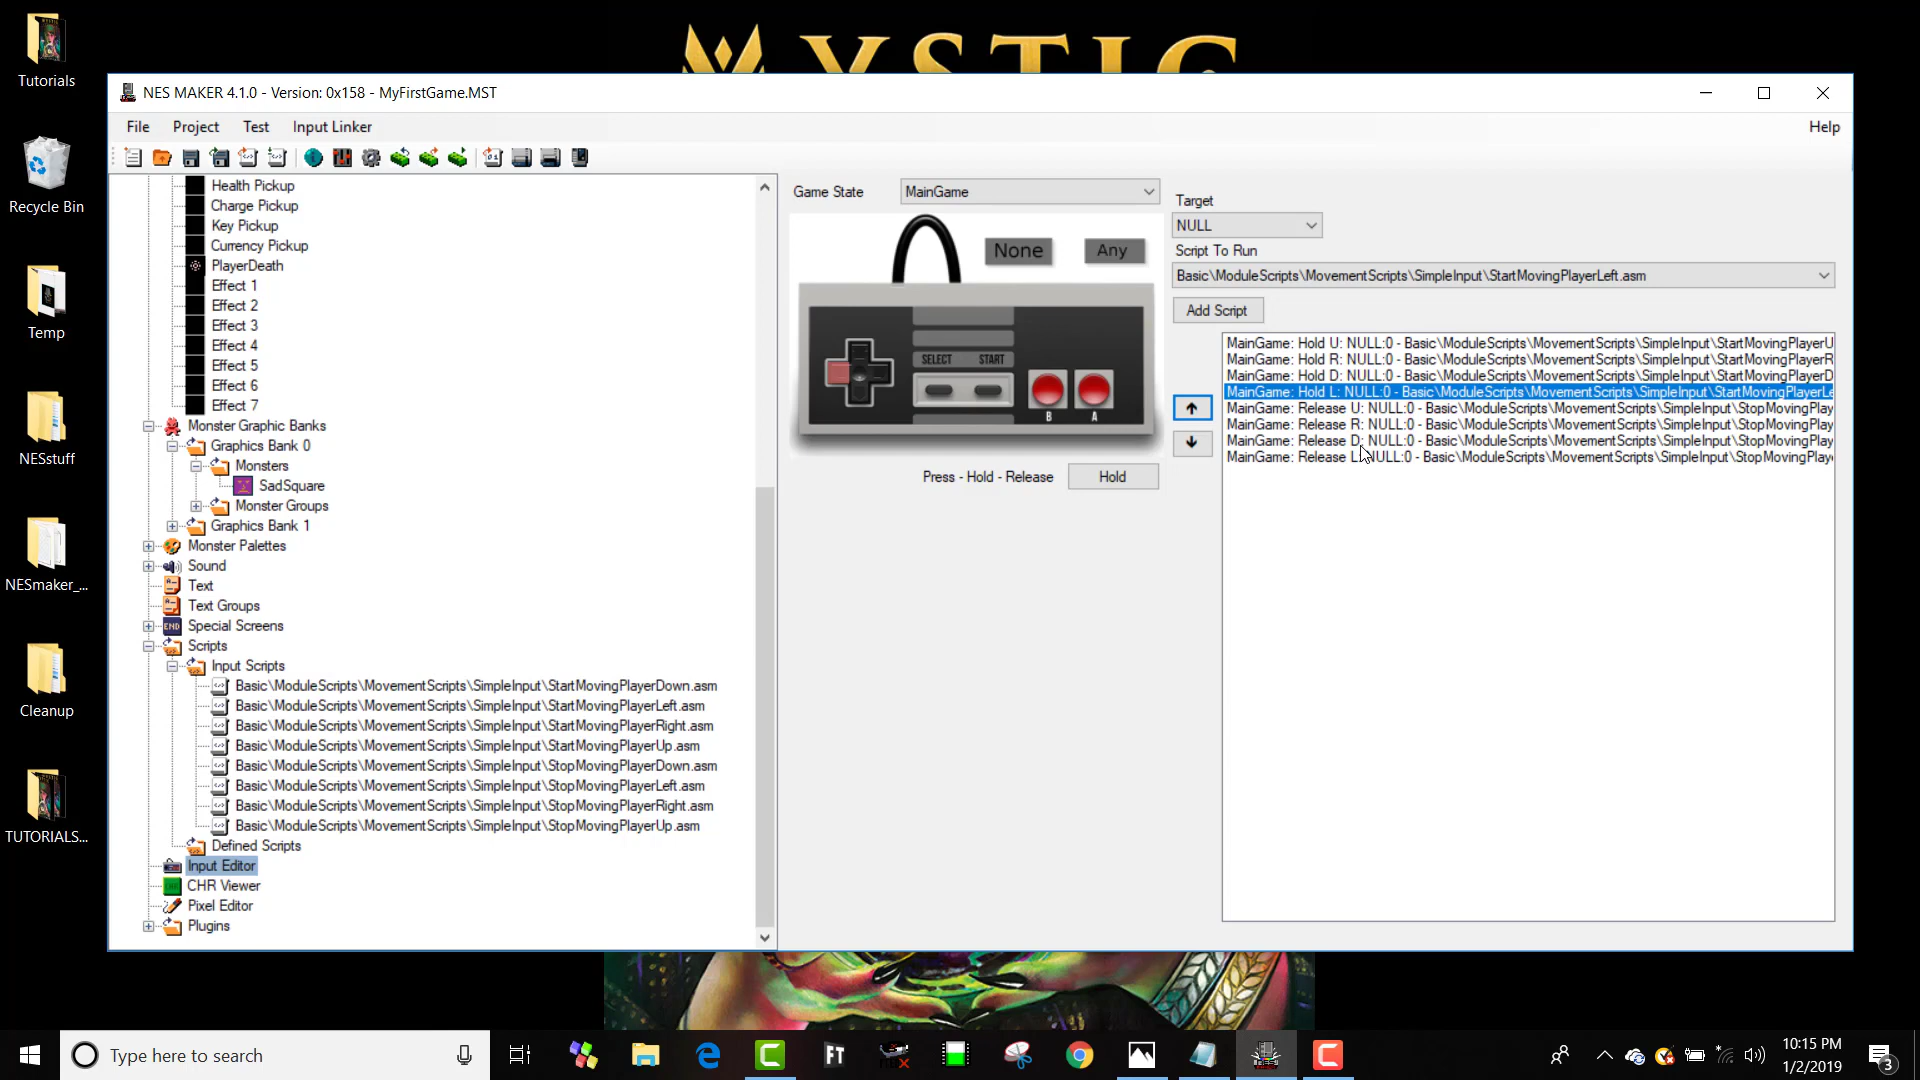 MYSTIC
Tutorials
Recycle Bin
Temp
NESstuff
NESmaker_...
Cleanup
TUTORIALS...
NES MAKER 4.1.0 - Version: 0x158 - MyFirstGame.MST
File Project Test Input Linker Help
Health Pickup
Charge Pickup
Key Pickup
Currency Pickup
PlayerDeath
Effect 1
Effect 2
Effect 3
Effect 4
Effect 5
Effect 6
Effect 7
Monster Graphic Banks
Graphics Bank 0
Monsters
SadSquare
Monster Groups
Graphics Bank 1
Monster Palettes
Sound
Text
Text Groups
END Special Screens
Scripts
Input Scripts
Basic\ModuleScripts\MovementScripts\SimpleInput\StartMovingPlayerDown.asm
Basic\ModuleScripts\MovementScripts\SimpleInput\StartMovingPlayerLeft.asm
Basic\ModuleScripts\MovementScripts\SimpleInput\StartMovingPlayerRight.asm
Basic\ModuleScripts\MovementScripts\SimpleInput\StartMovingPlayerUp.asm
Basic\ModuleScripts\MovementScripts\SimpleInput\StopMovingPlayerDown.asm
Basic\ModuleScripts\MovementScripts\SimpleInput\StopMovingPlayerLeft.asm
Basic\ModuleScripts\MovementScripts\SimpleInput\StopMovingPlayerRight.asm
Basic\ModuleScripts\MovementScripts\SimpleInput\StopMovingPlayerUp.asm
Defined Scripts
Input Editor
CHR Viewer
Pixel Editor
Plugins
Game State MainGame
None Any
SELECT START
B A
Press - Hold - Release Hold
Target
NULL
Script To Run
Basic\ModuleScripts\MovementScripts\SimpleInput\StartMovingPlayerLeft.asm
Add Script
MainGame: Hold U: NULL:0 - Basic\ModuleScripts\MovementScripts\SimpleInput\StartMovingPlayerU
MainGame: Hold R: NULL:0 - Basic\ModuleScripts\MovementScripts\SimpleInput\StartMovingPlayerR
MainGame: Hold D: NULL:0 - Basic\ModuleScripts\MovementScripts\SimpleInput\StartMovingPlayerD
MainGame: Hold L: NULL:0 - Basic\ModuleScripts\MovementScripts\SimpleInput\StartMovingPlayerLe
MainGame: Release U: NULL:0 - Basic\ModuleScripts\MovementScripts\SimpleInput\StopMovingPlay
MainGame: Release R: NULL:0 - Basic\ModuleScripts\MovementScripts\SimpleInput\StopMovingPlay
MainGame: Release D: NULL:0 - Basic\ModuleScripts\MovementScripts\SimpleInput\StopMovingPlay
MainGame: Release L: NULL:0 - Basic\ModuleScripts\MovementScripts\SimpleInput\StopMovingPlaye
Type here to search
FT
10:15 PM
1/2/2019
3